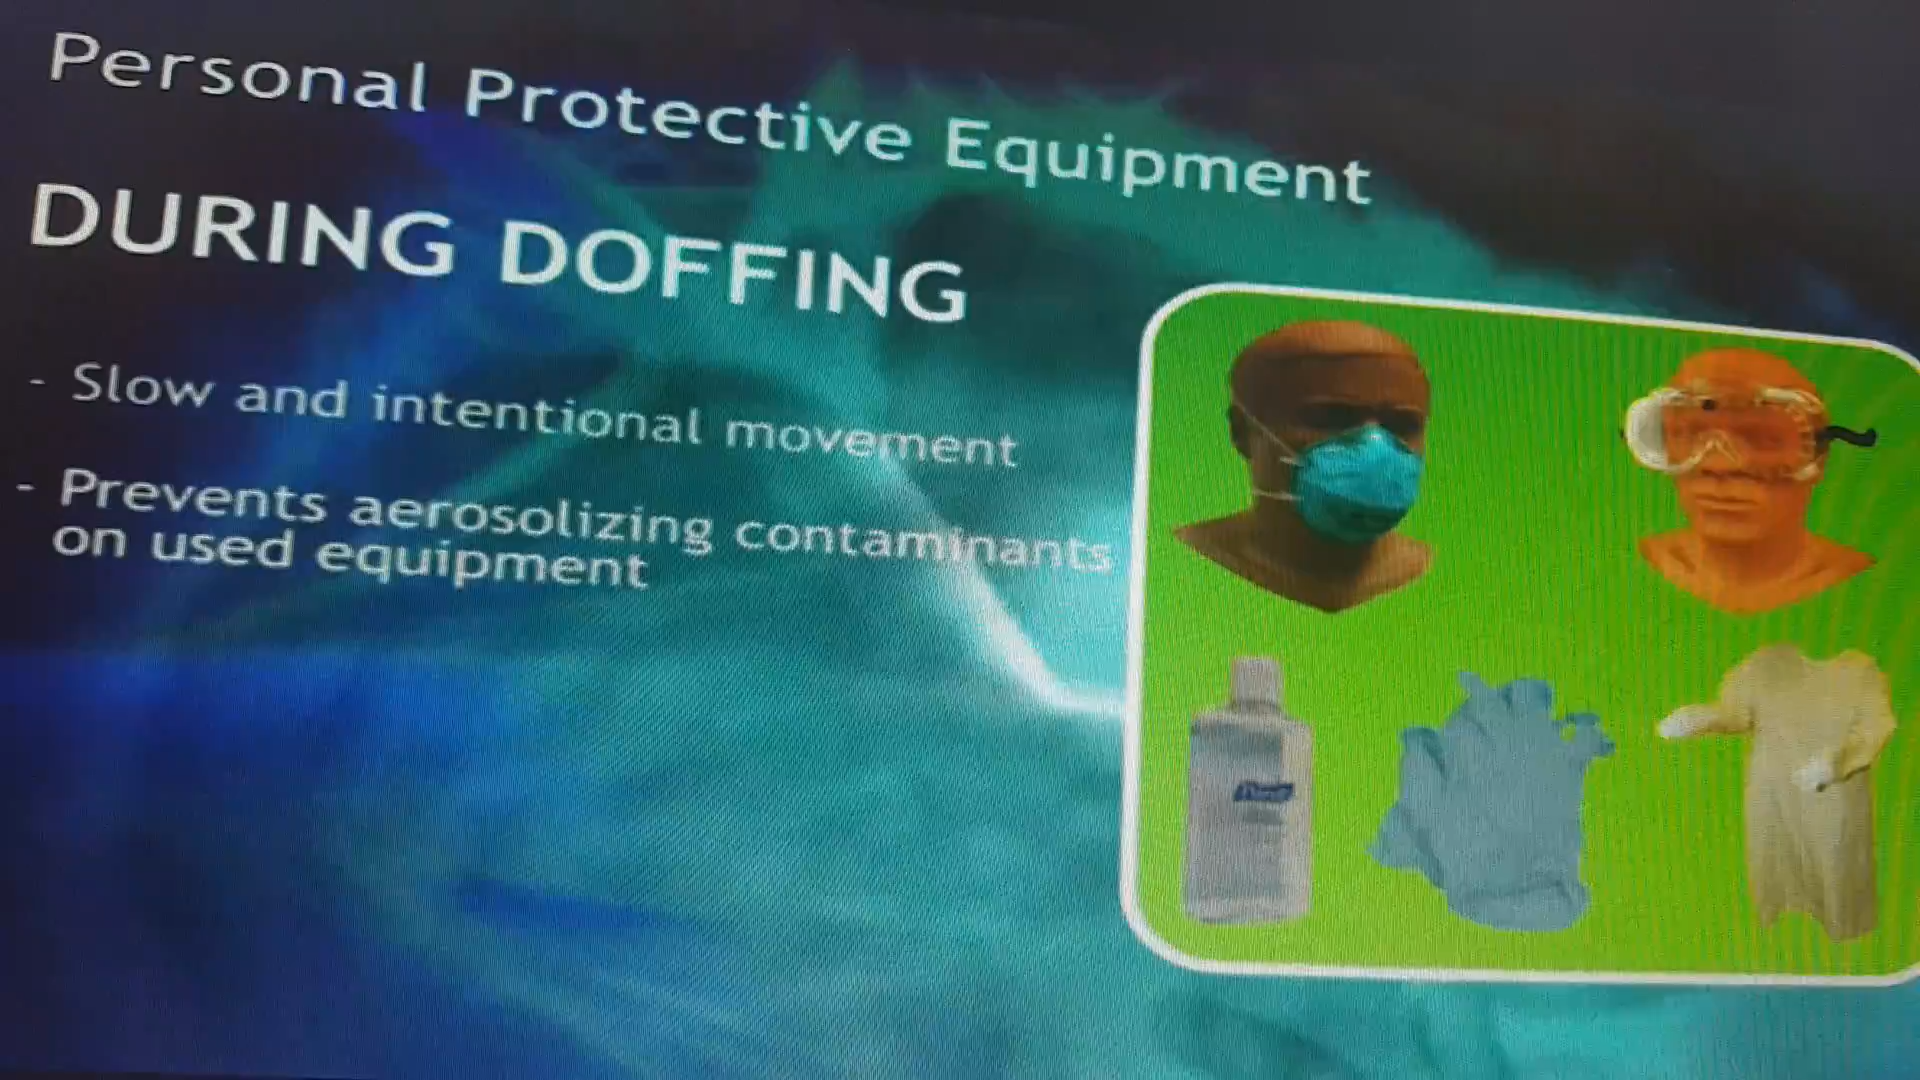 Personal Protective Equipment
DURING DOFFING
- Slow and intentional movement
- Prevents aerosolizing contaminants
on used equipment